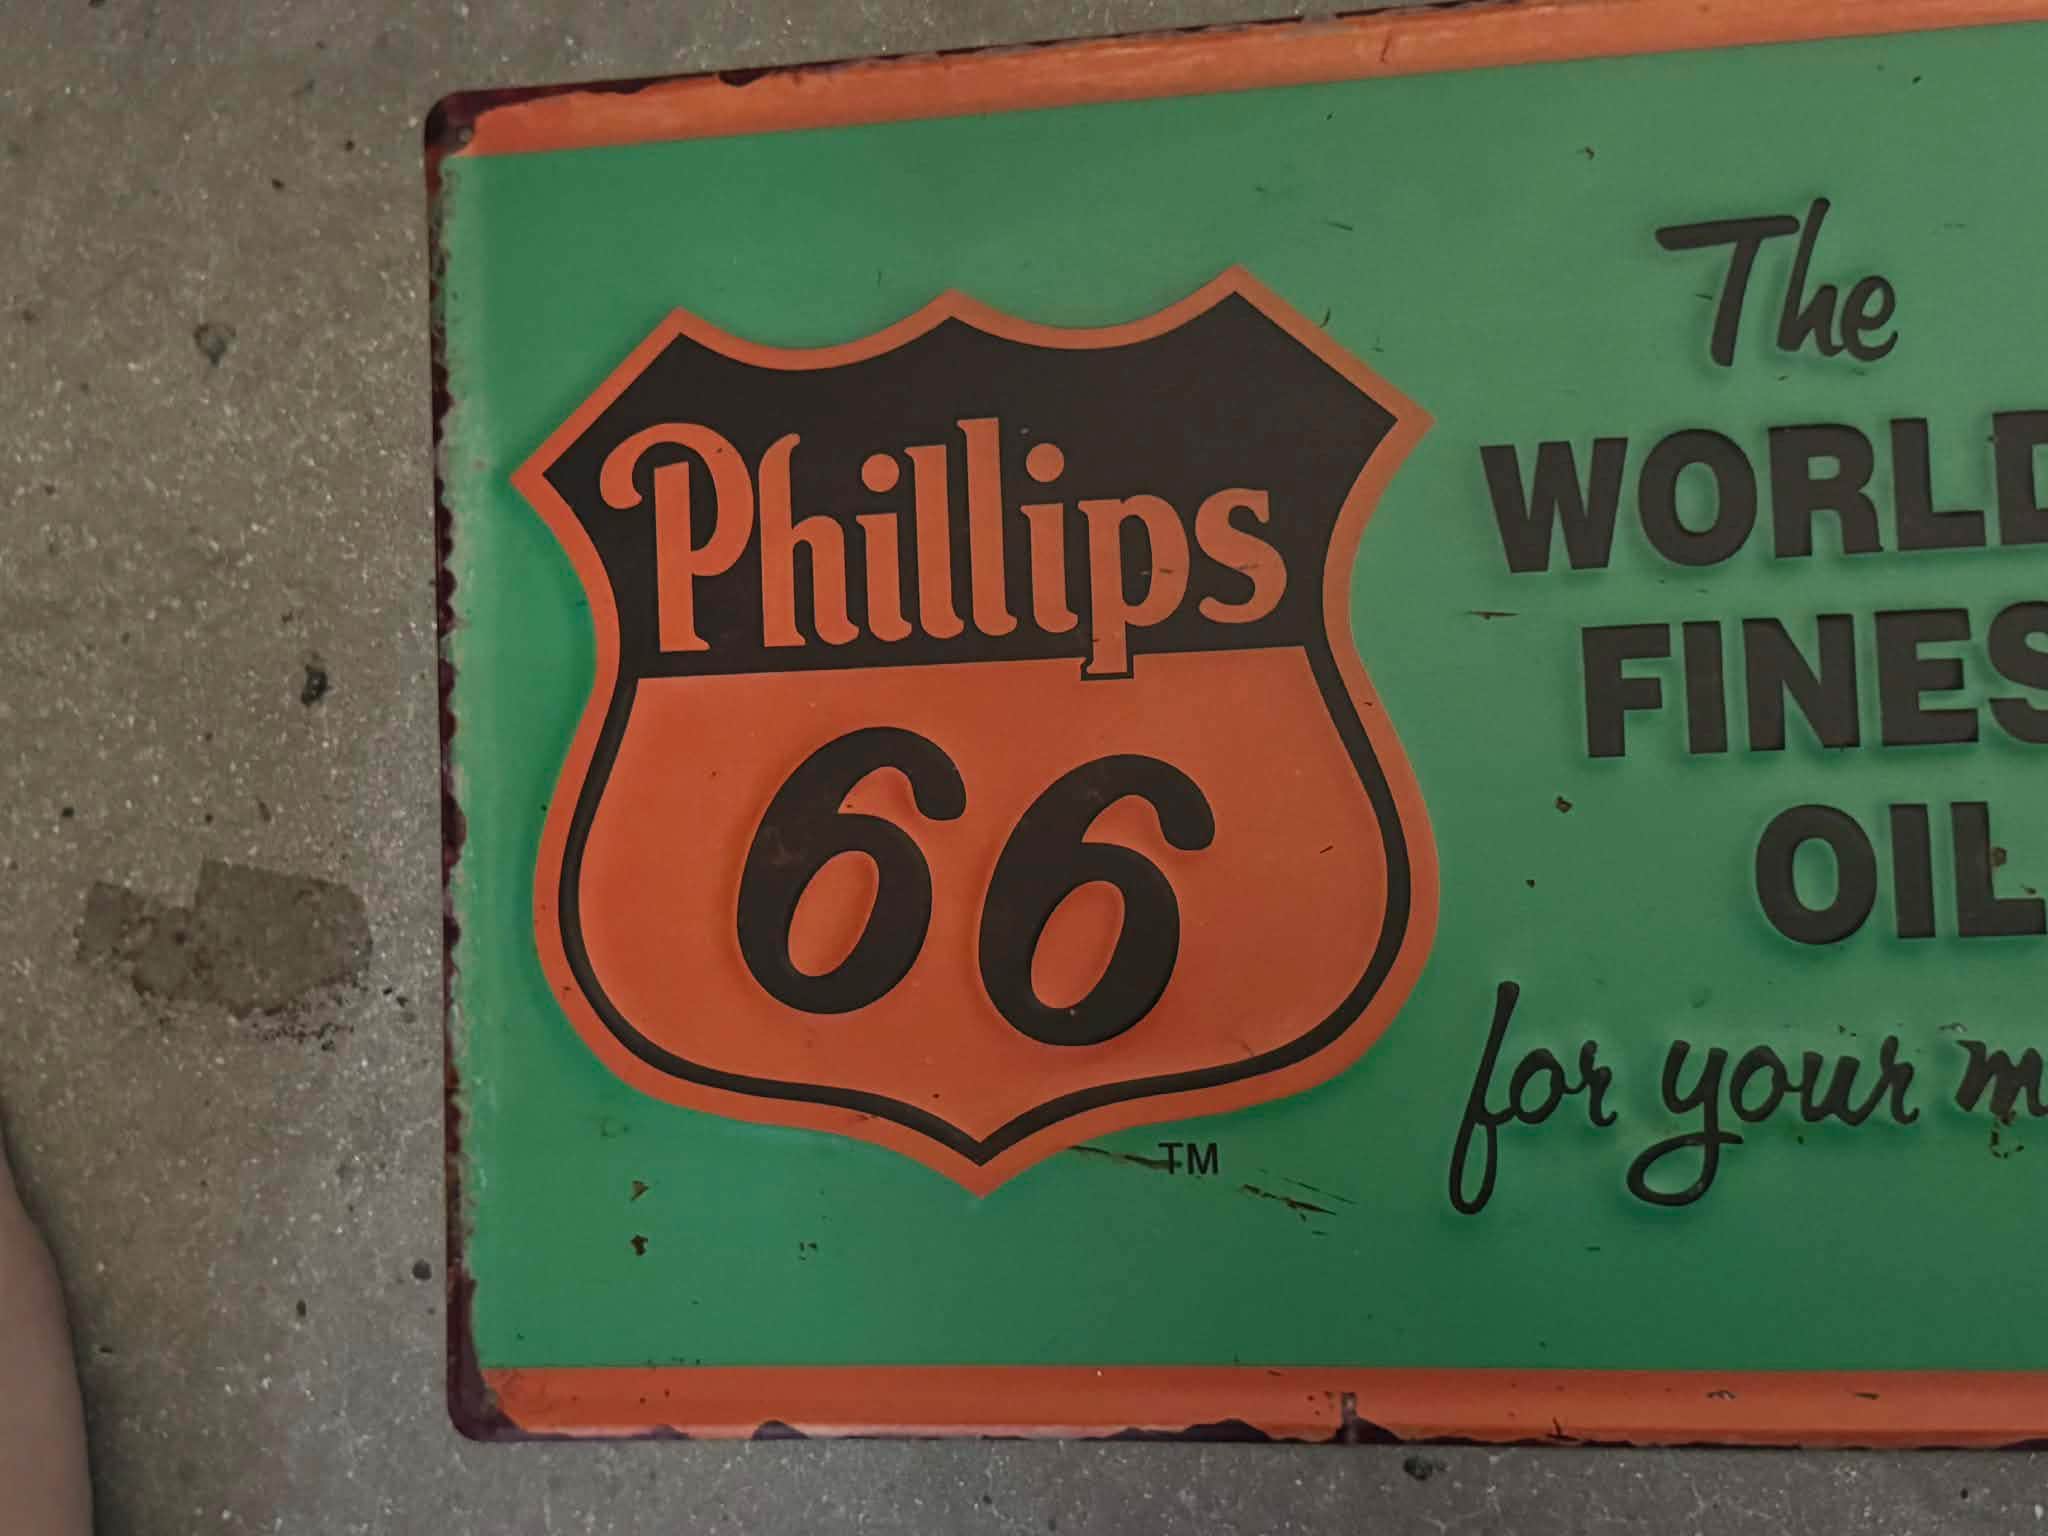 Phillips
66
TM
The
WORLD
FINES
OIL
for your m